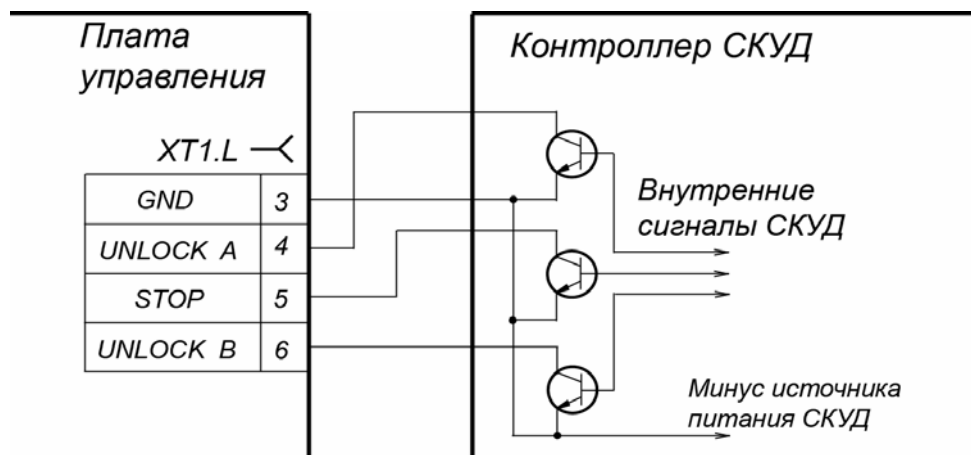 Плата
управления
Контроллер СКУД
XT1.L
GND 3
UNLOCK A 4
STOP 5
UNLOCK B 6
Внутренние
сигналы СКУД
Минус источника
питания СКУД